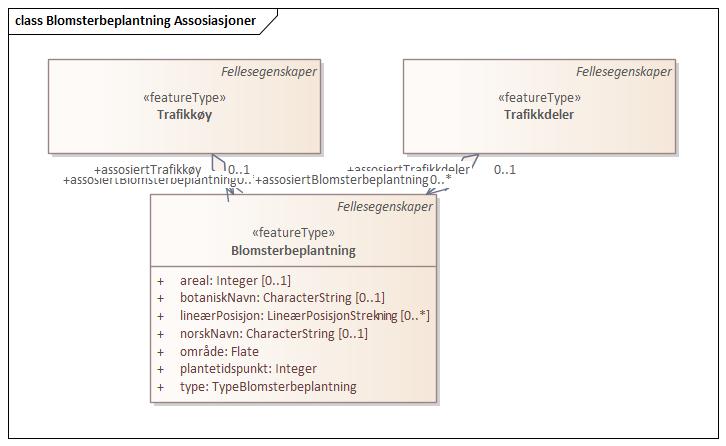 class Blomsterbeplantning Assosiasjoner
Fellesegenskaper
«featureType»
Trafikkøy
Fellesegenskaper
«featureType»
Trafikkdeler
+assosiertTrafikkøy 0..1
+assosiertTrafikkdeler 0..1
+assosiertBlomsterbeplantning 0..*
+assosiertBlomsterbeplantning 0..*
Fellesegenskaper
«featureType»
Blomsterbeplantning
+ areal: Integer [0..1]
+ botaniskNavn: CharacterString [0..1]
+ lineærPosisjon: LineærPosisjonStrekning [0..*]
+ norskNavn: CharacterString [0..1]
+ område: Flate
+ plantetidspunkt: Integer
+ type: TypeBlomsterbeplantning